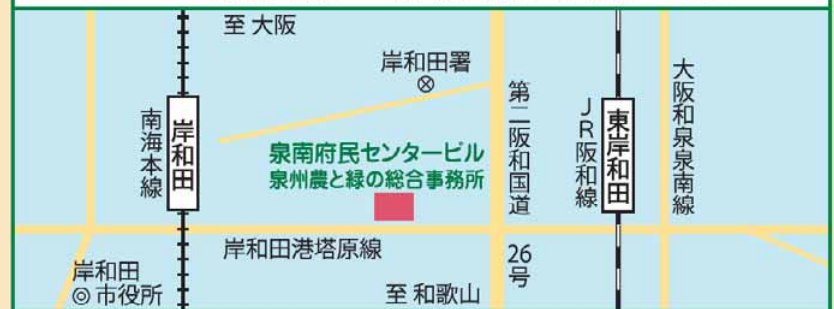 至 大阪
岸和田署
南海本線
岸和田
泉南府民センタービル
泉州農と緑の総合事務所
第二阪和国道
26号
JR阪和線
東岸和田
大阪和泉泉南線
岸和田港塔原線
岸和田
◎市役所
至 和歌山